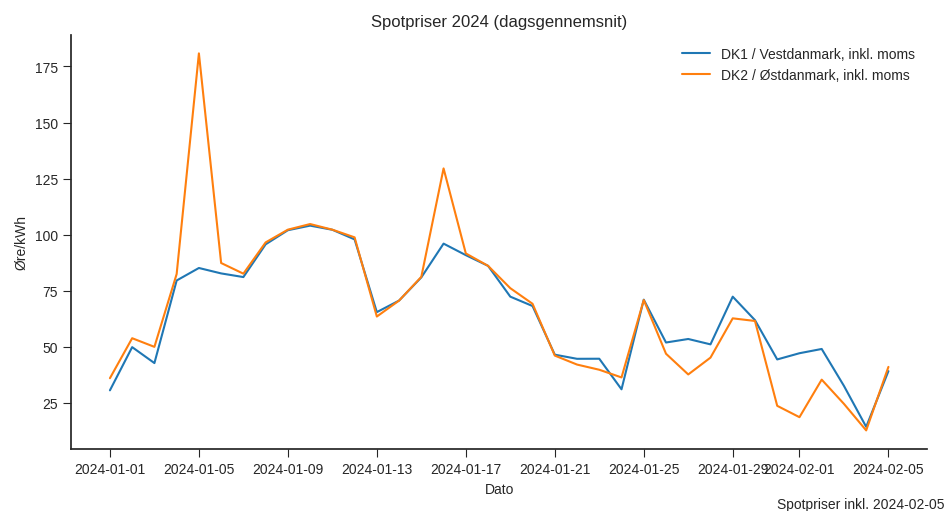 Spotpriser 2024 (dagsgennemsnit)
DK1 / Vestdanmark, inkl. moms
DK2 / Østdanmark, inkl. moms
Øre/kWh
175
150
125
100
75
50
25
2024-01-01 2024-01-05 2024-01-09 2024-01-13 2024-01-17 2024-01-21 2024-01-25 2024-01-29 2024-02-01 2024-02-05
Dato
Spotpriser inkl. 2024-02-05